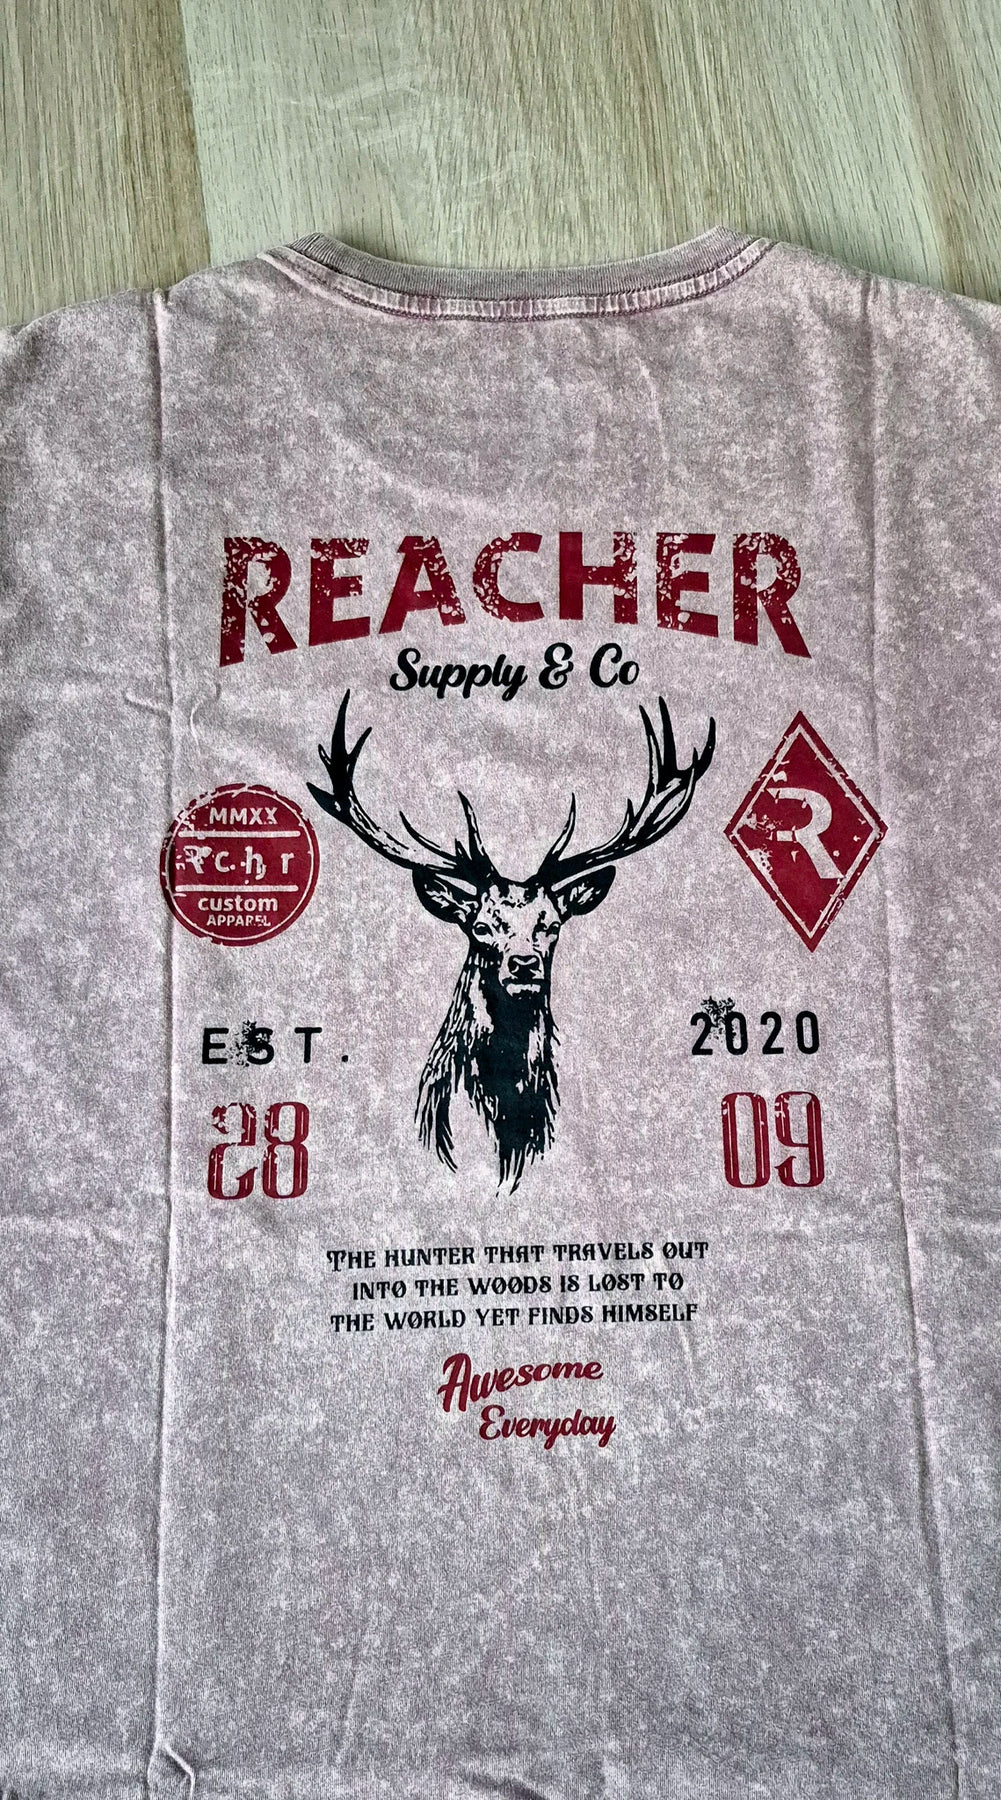 REACHER
Supply & Co
MMXX
Rchr
custom
APPAREL
R
EST.
2020
28
09
THE HUNTER THAT TRAVELS OUT
INTO THE WOODS IS LOST TO
THE WORLD YET FINDS HIMSELF
Awesome
Everyday